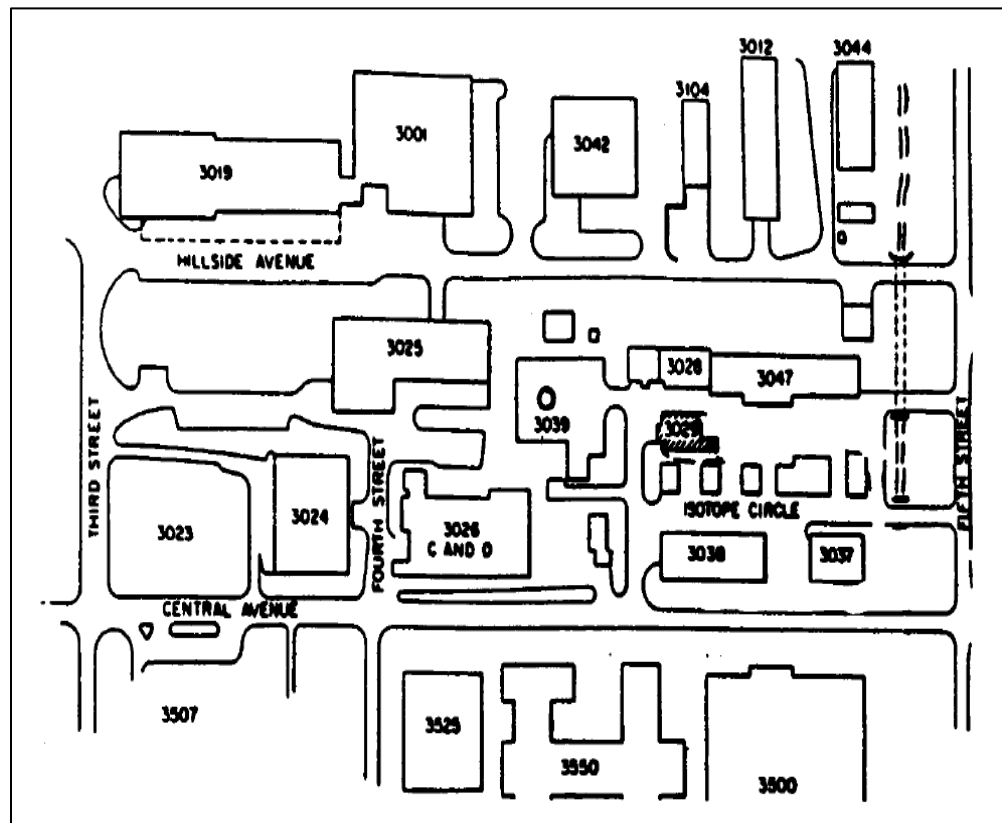 3012
3044
3104
3001
3042
3019
HILLSIDE AVENUE
3025
3028
3047
3039
3029
THIRD STREET
FOURTH STREET
FIFTH STREET
ISOTOPE CIRCLE
3023
3024
3026
C AND D
3038
3037
CENTRAL AVENUE
3507
3525
3550
3500